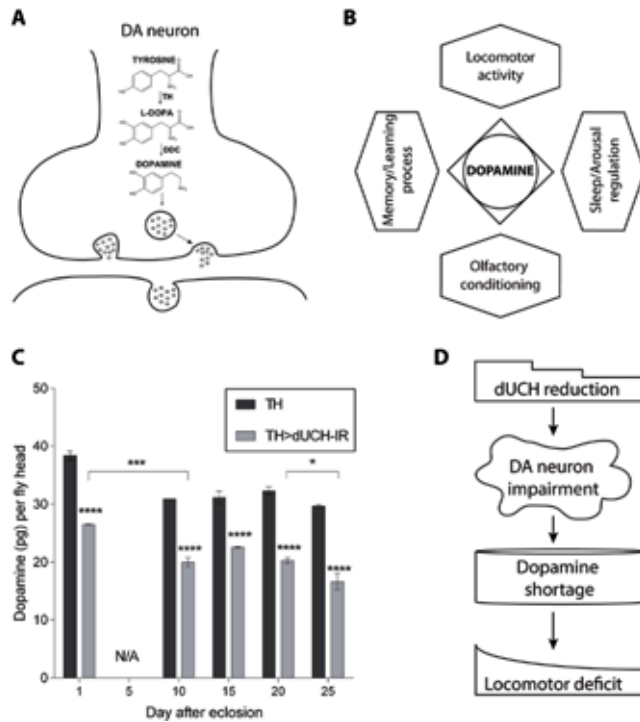 A
DA neuron
TYROSINE
TH
L-DOPA
DDC
DOPAMINE
B
Locomotor
activity
Memory/Learning
process
DOPAMINE
Sleep/Arousal
regulation
Olfactory
conditioning
C
Dopamine (pg) per fly head
50
40
30
20
10
0
TH
TH>dUCH-IR
***
*
****
****
****
****
****
N/A
1
5
10
15
20
25
Day after eclosion
D
dUCH reduction
DA neuron
impairment
Dopamine
shortage
Locomotor deficit